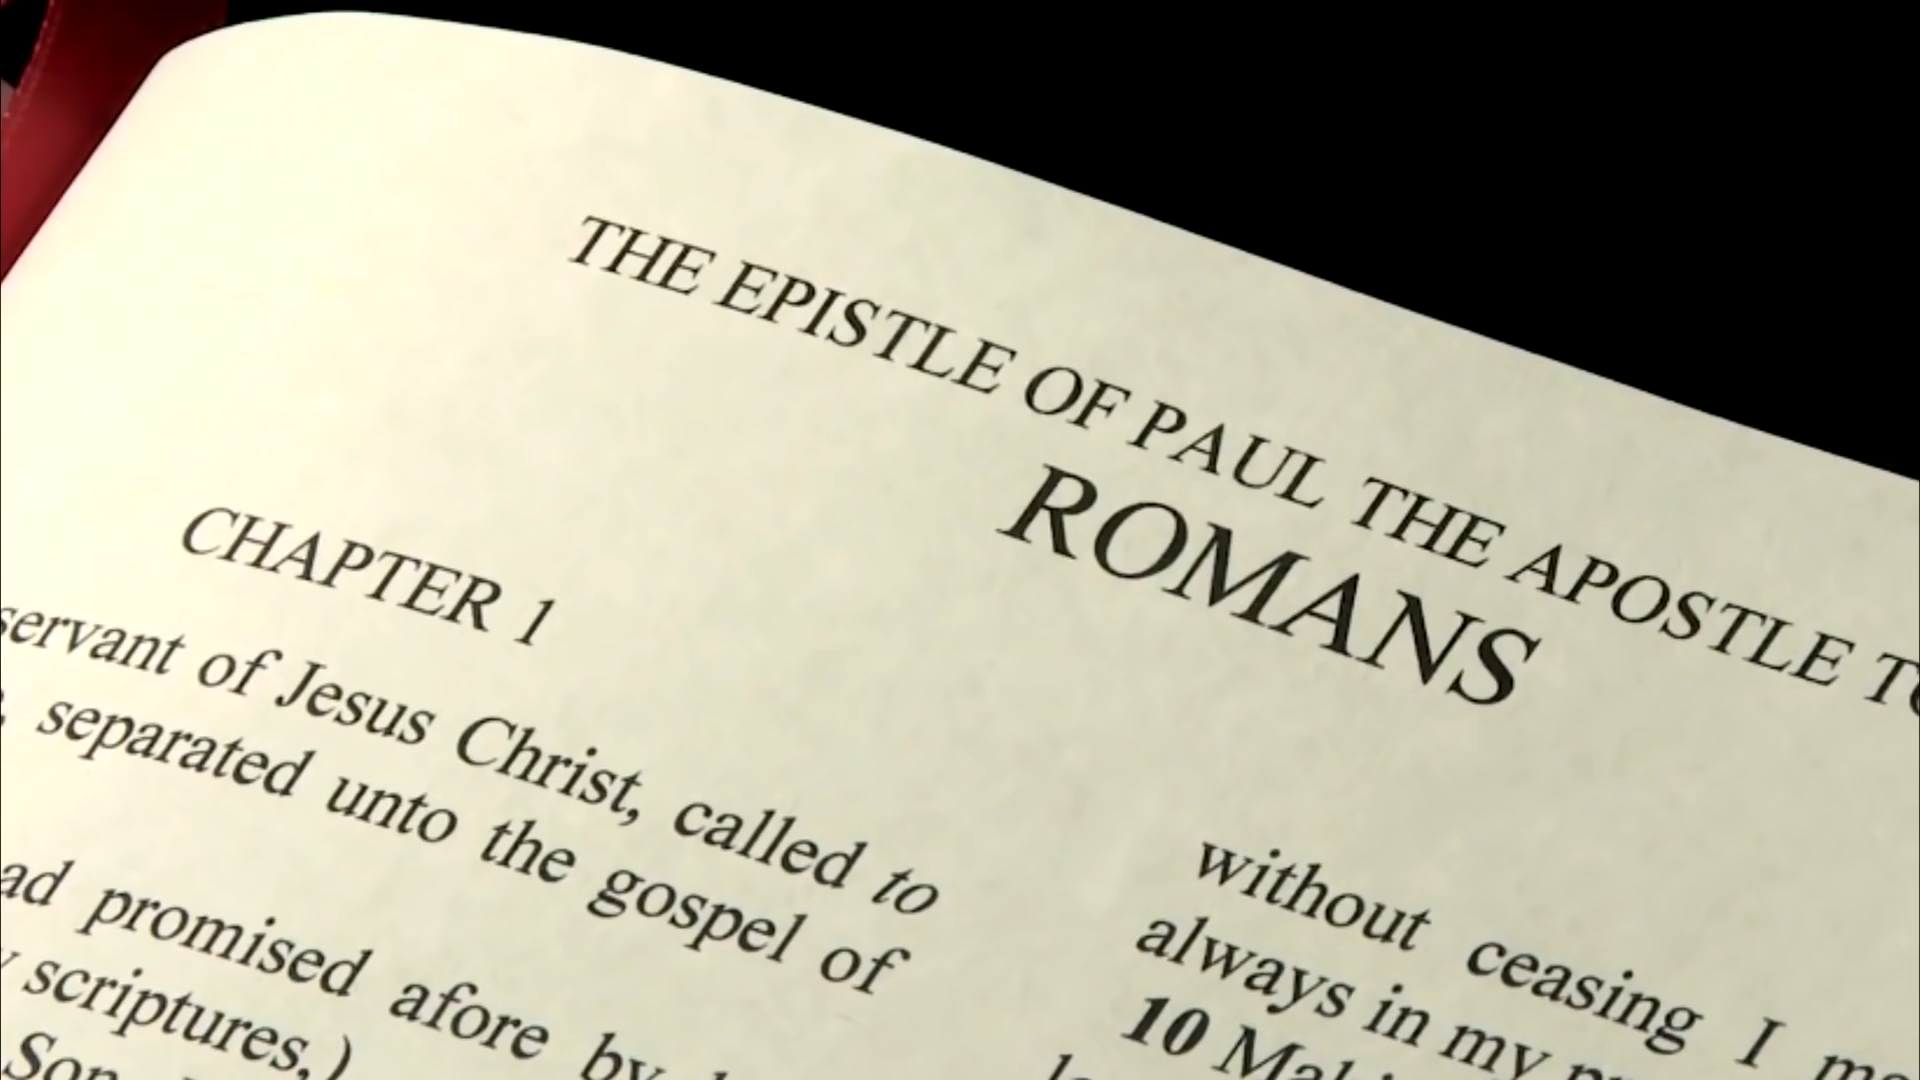 THE EPISTLE OF PAUL THE APOSTLE
ROMANS
CHAPTER 1
servant of Jesus Christ, called to
separated unto the gospel of
promised afore by
scriptures,)
Son
without ceasing I
always in my
10